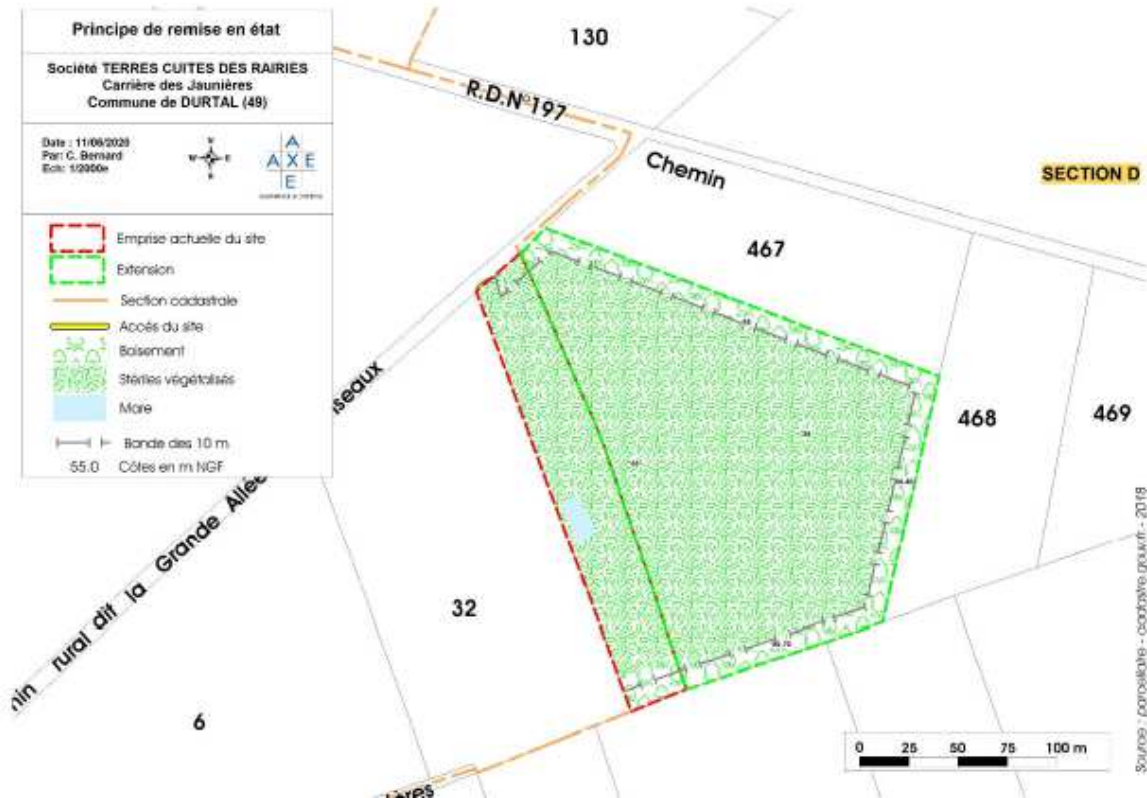 Principe de remise en état
Société TERRES CUITES DES RAIRIES
Carrière des Jaunières
Commune de DURTAL (49)
Date : 11/06/2020
Par: C. Bernard
Ech: 1/2000e
N
W
E
S
A
A X E
E
Emprise actuelle du site
Extension
Section cadastrale
Accès du site
Boisement
Stériles végétalisés
Mare
Bande des 10 m
55.0 Côtes en m NGF
130
R.D.N°197
Chemin
SECTION D
467
468
469
32
6
rural dit la Grande Allée
0 25 50 75 100 m
Source : parcellaire - cadastre.gouv.fr - 2018